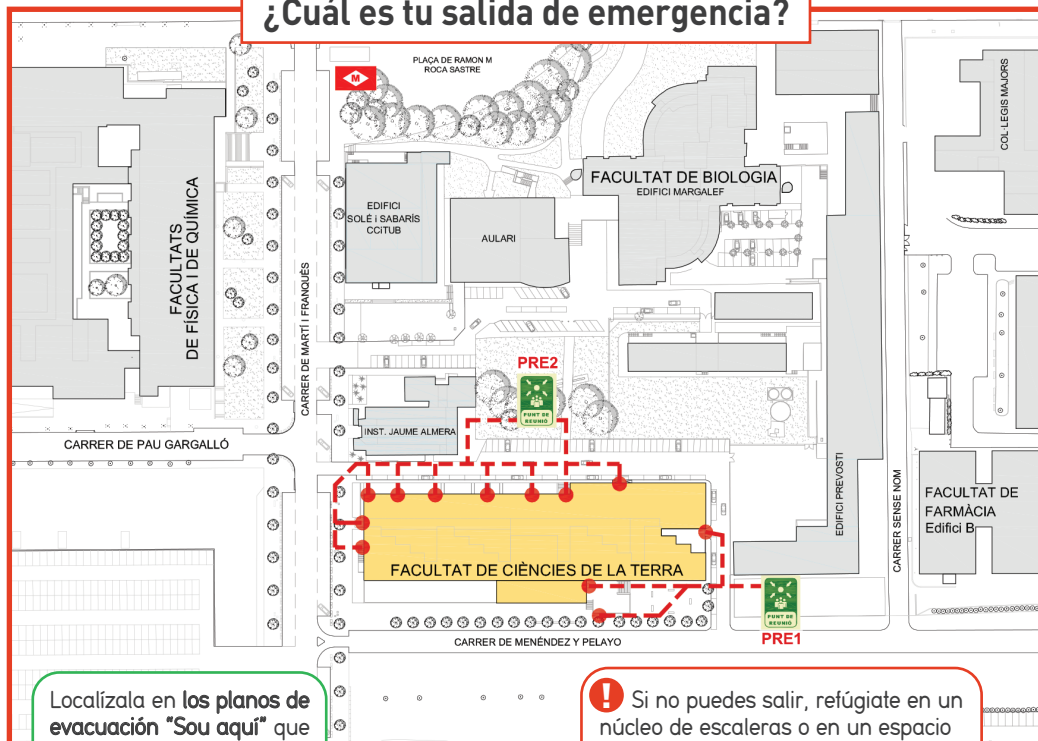 ¿Cuál es tu salida de emergencia?
PLAÇA DE RAMON M
ROCA SASTRE
M
COL·LEGIS MAJORS
FACULTAT DE BIOLOGIA
EDIFICI MARGALEF
EDIFICI
SOLÉ i SABARÍS
CCiTUB
AULARI
FACULTATS
DE FÍSICA I DE QUÍMICA
CARRER DE MARTÍ I FRANQUÉS
PRE2
PUNT DE
REUNIÓ
INST. JAUME ALMERA
CARRER DE PAU GARGALLÓ
EDIFICI PREVOSTI
CARRER SENSE NOM
FACULTAT DE
FARMÀCIA
Edifici B
FACULTAT DE CIÈNCIES DE LA TERRA
PUNT DE
REUNIÓ
PRE1
CARRER DE MENÉNDEZ Y PELAYO
Localízala en los planos de
evacuación "Sou aquí" que
! Si no puedes salir, refúgiate en un
núcleo de escaleras o en un espacio